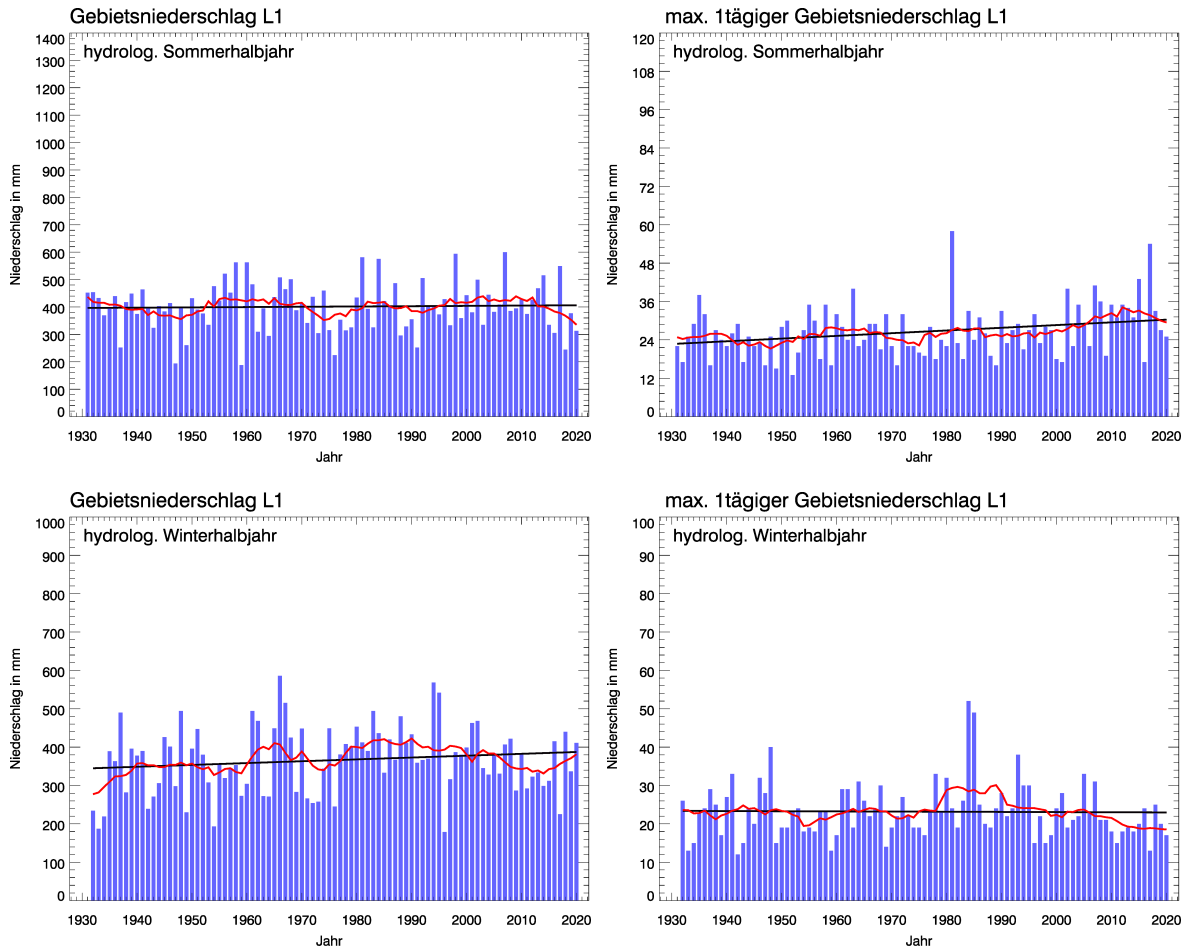 Gebietsniederschlag L1
hydrolog. Sommerhalbjahr
Niederschlag in mm
1400
1300
1200
1100
1000
900
800
700
600
500
400
300
200
100
0
1930 1940 1950 1960 1970 1980 1990 2000 2010 2020
Jahr
max. 1tägiger Gebietsniederschlag L1
hydrolog. Sommerhalbjahr
Niederschlag in mm
120
108
96
84
72
60
48
36
24
12
0
1930 1940 1950 1960 1970 1980 1990 2000 2010 2020
Jahr
Gebietsniederschlag L1
hydrolog. Winterhalbjahr
Niederschlag in mm
1000
900
800
700
600
500
400
300
200
100
0
1930 1940 1950 1960 1970 1980 1990 2000 2010 2020
Jahr
max. 1tägiger Gebietsniederschlag L1
hydrolog. Winterhalbjahr
Niederschlag in mm
100
90
80
70
60
50
40
30
20
10
0
1930 1940 1950 1960 1970 1980 1990 2000 2010 2020
Jahr